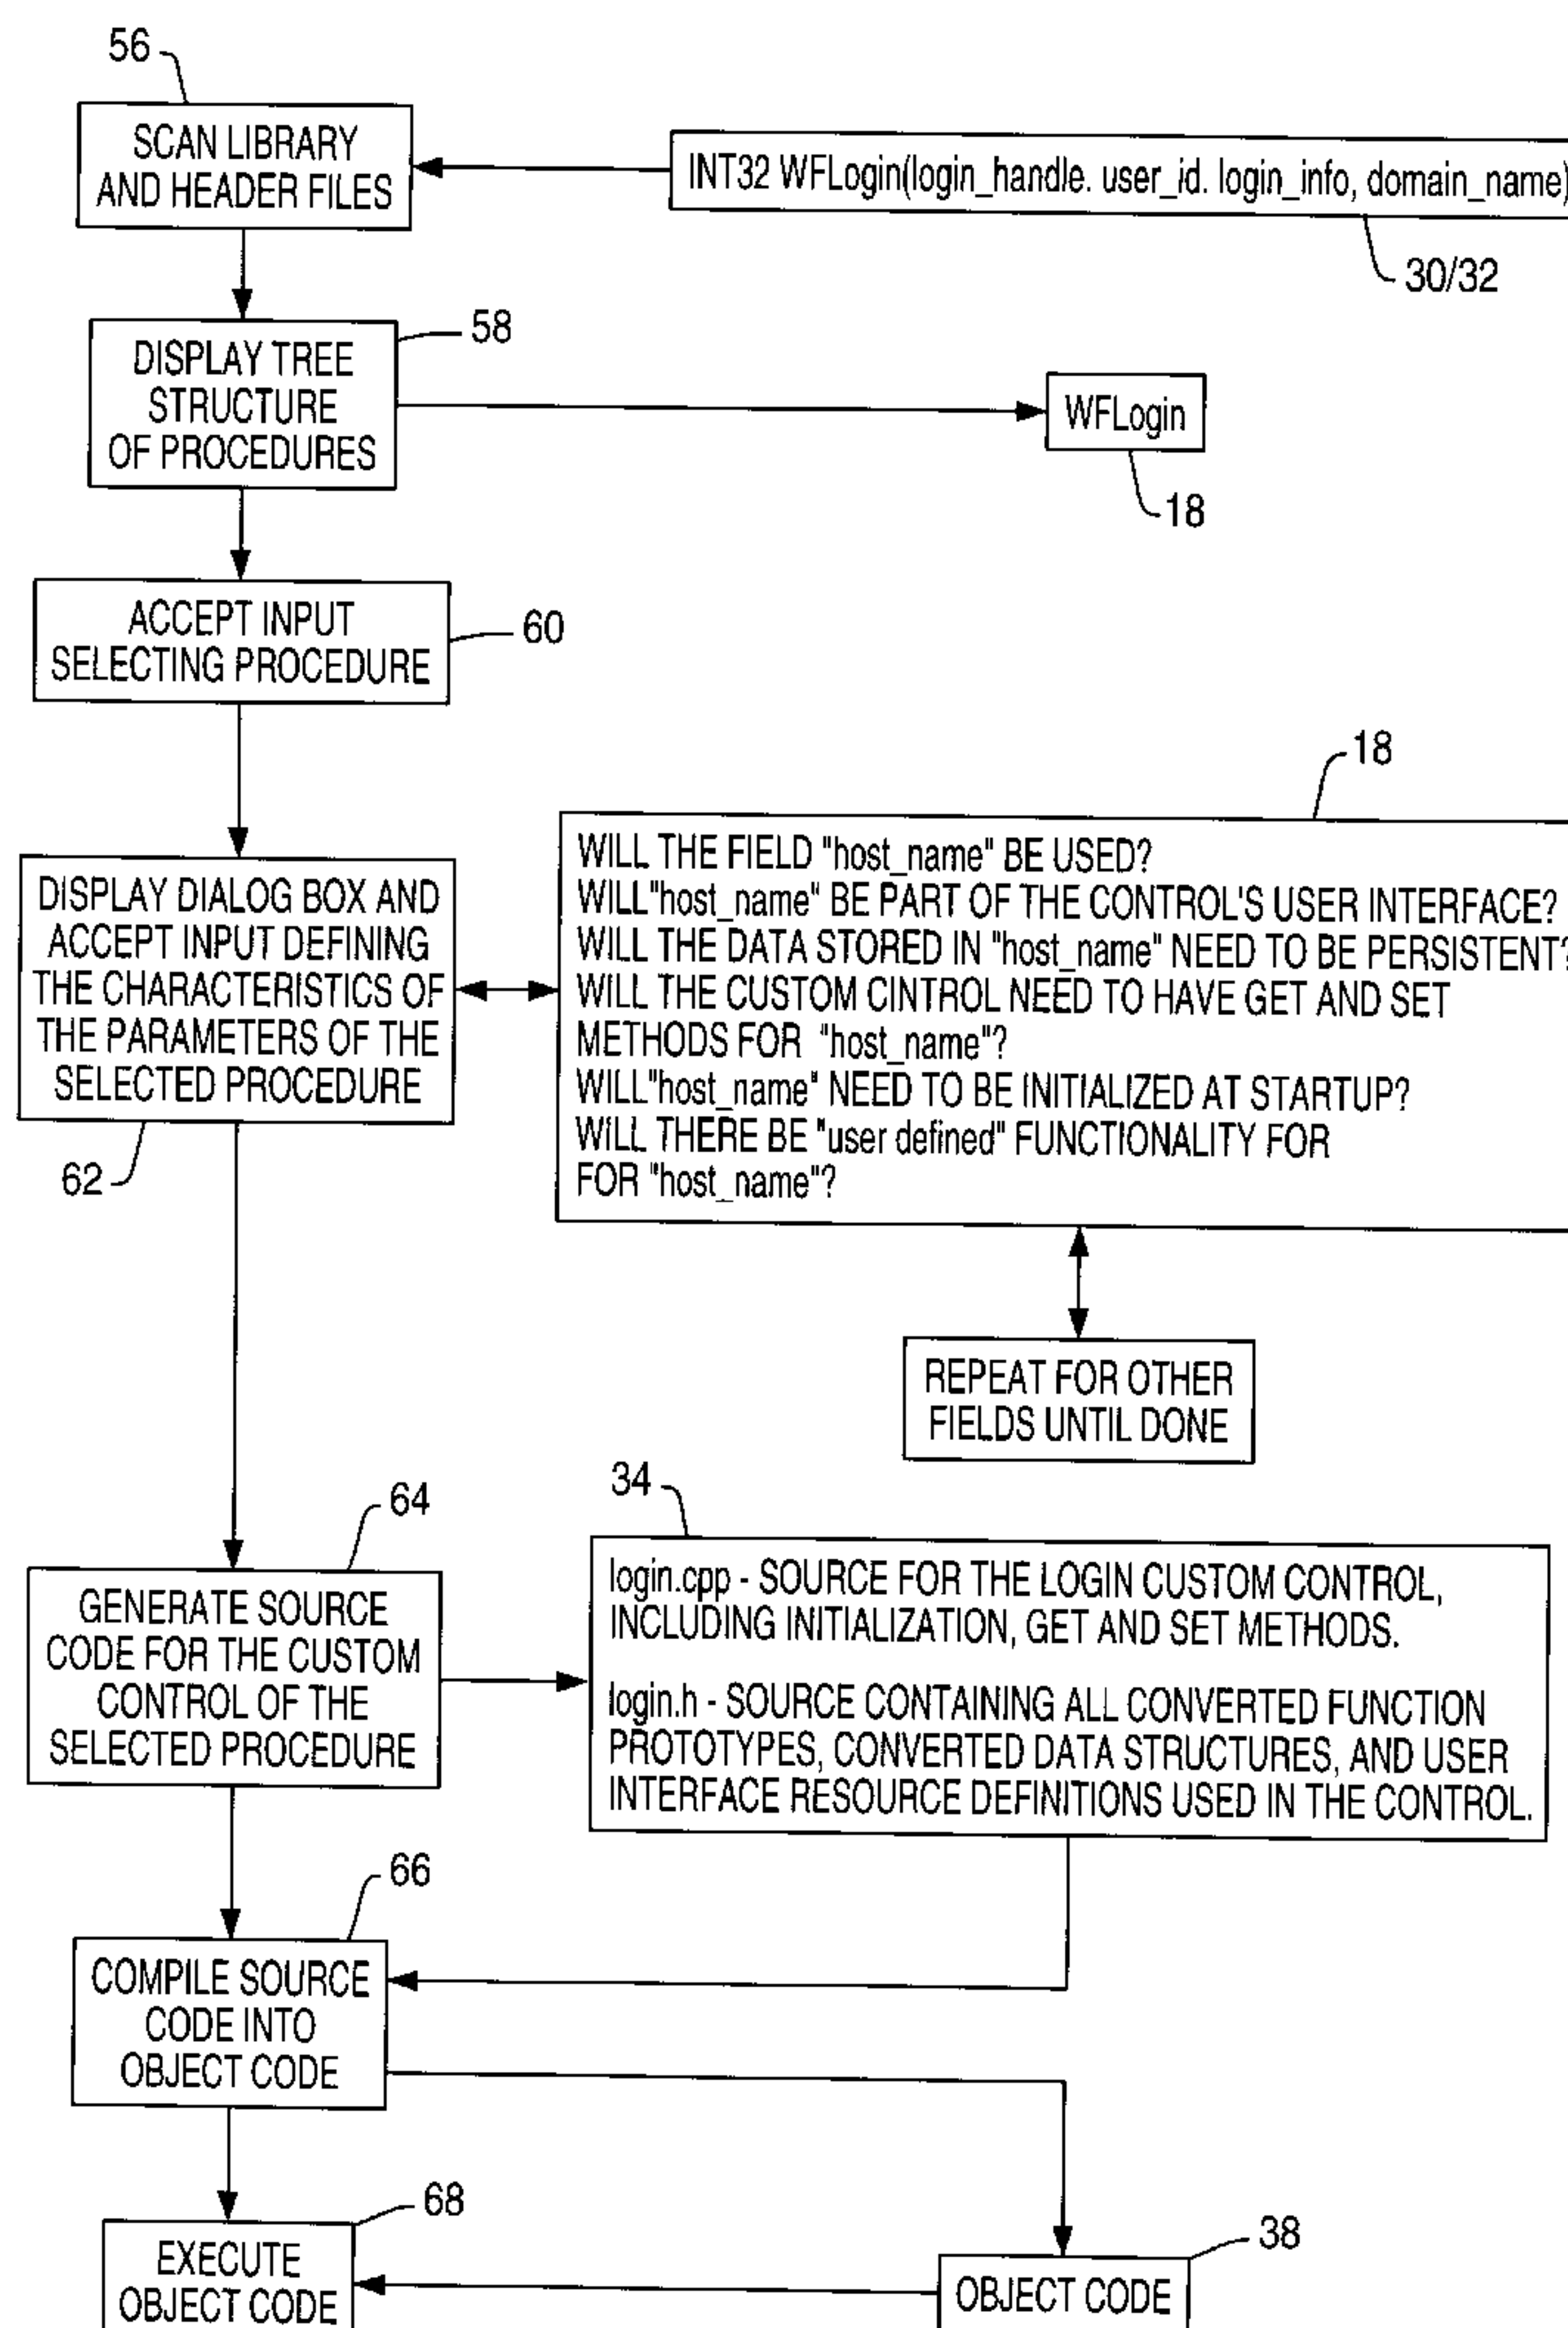 56
SCAN LIBRARY
AND HEADER FILES
INT32 WFLogin(login_handle. user_id. login_info, domain_name)
30/32
58
DISPLAY TREE
STRUCTURE
OF PROCEDURES
WFLogin
18
ACCEPT INPUT
SELECTING PROCEDURE
60
18
DISPLAY DIALOG BOX AND
ACCEPT INPUT DEFINING
THE CHARACTERISTICS OF
THE PARAMETERS OF THE
SELECTED PROCEDURE
62
WILL THE FIELD "host_name" BE USED?
WILL"host_name" BE PART OF THE CONTROL'S USER INTERFACE?
WILL THE DATA STORED IN "host_name" NEED TO BE PERSISTENT?
WILL THE CUSTOM CINTROL NEED TO HAVE GET AND SET
METHODS FOR "host_name"?
WILL"host_name" NEED TO BE INITIALIZED AT STARTUP?
WILL THERE BE "user defined" FUNCTIONALITY FOR
FOR "host_name"?
REPEAT FOR OTHER
FIELDS UNTIL DONE
64
GENERATE SOURCE
CODE FOR THE CUSTOM
CONTROL OF THE
SELECTED PROCEDURE
34
login.cpp - SOURCE FOR THE LOGIN CUSTOM CONTROL,
INCLUDING INITIALIZATION, GET AND SET METHODS.
login.h - SOURCE CONTAINING ALL CONVERTED FUNCTION
PROTOTYPES, CONVERTED DATA STRUCTURES, AND USER
INTERFACE RESOURCE DEFINITIONS USED IN THE CONTROL.
66
COMPILE SOURCE
CODE INTO
OBJECT CODE
68
EXECUTE
OBJECT CODE
38
OBJECT CODE